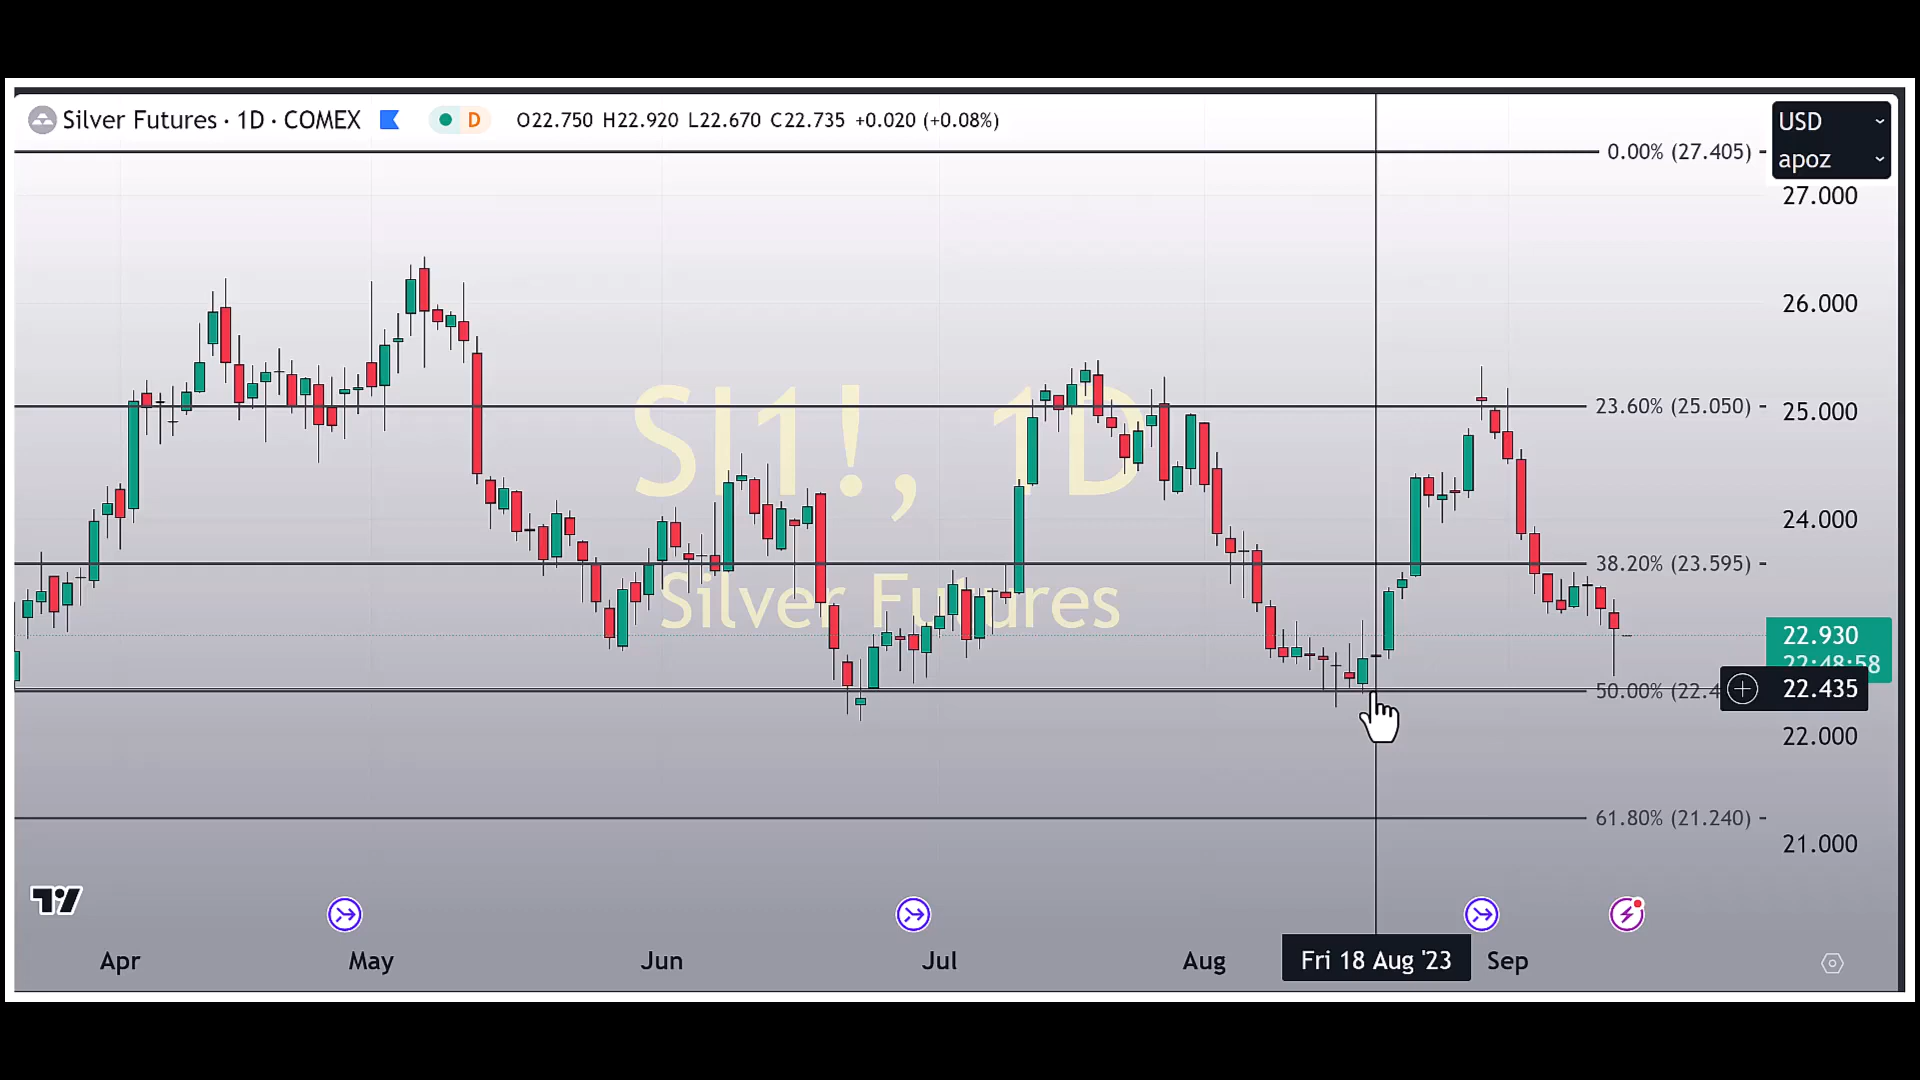 Silver Futures · 1D · COMEX D O22.750 H22.920 L22.670 C22.735 +0.020 (+0.08%)
USD
apoz
0.00% (27.405)
27.000
26.000
SI1!, 1D
23.60% (25.050)
25.000
24.000
38.20% (23.595)
Silver Futures
22.930
22:48:58
50.00% (22.4
22.435
22.000
61.80% (21.240)
21.000
Apr May Jun Jul Aug Fri 18 Aug '23 Sep